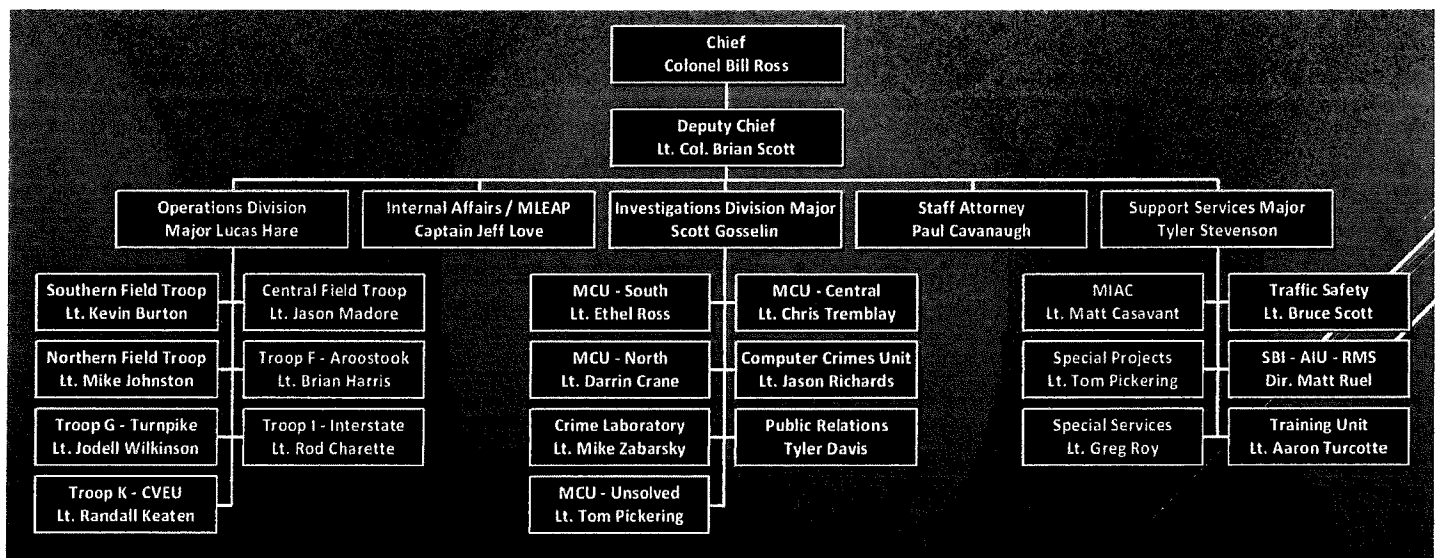 Chief
Colonel Bill Ross
Deputy Chief
Lt. Col. Brian Scott
Operations Division
Major Lucas Hare
Internal Affairs / MLEAP
Captain Jeff Love
Investigations Division Major
Scott Gosselin
Staff Attorney
Paul Cavanaugh
Support Services Major
Tyler Stevenson
Southern Field Troop
Lt. Kevin Burton
Central Field Troop
Lt. Jason Madore
Northern Field Troop
Lt. Mike Johnston
Troop F - Aroostook
Lt. Brian Harris
Troop G - Turnpike
Lt. Jodell Wilkinson
Troop I - Interstate
Lt. Rod Charette
Troop K - CVEU
Lt. Randall Keaten
MCU - South
Lt. Ethel Ross
MCU - Central
Lt. Chris Tremblay
MCU - North
Lt. Darrin Crane
Computer Crimes Unit
Lt. Jason Richards
Crime Laboratory
Lt. Mike Zabarsky
Public Relations
Tyler Davis
MCU - Unsolved
Lt. Tom Pickering
MIAC
Lt. Matt Casavant
Traffic Safety
Lt. Bruce Scott
Special Projects
Lt. Tom Pickering
SBI - AIU - RMS
Dir. Matt Ruel
Special Services
Lt. Greg Roy
Training Unit
Lt. Aaron Turcotte